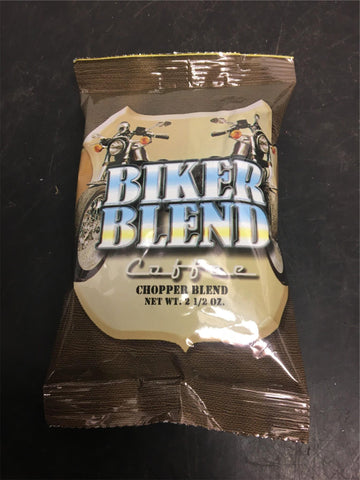 BIKER
BLEND
Coffee
CHOPPER BLEND
NET WT. 2 1/2 OZ.